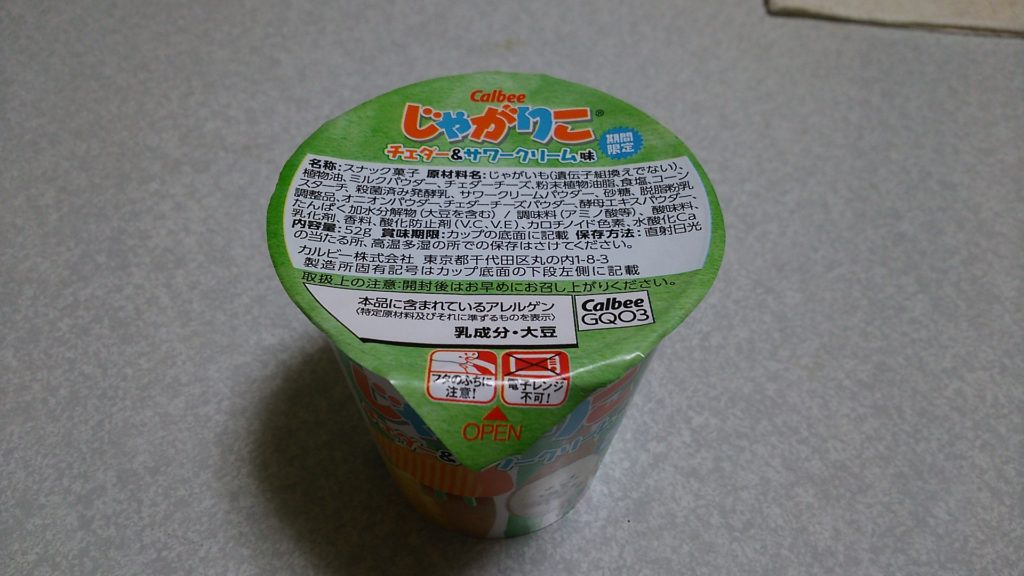 Calbee
じゃがりこ®
チェダー&サワークリーム味
期間
限定
名称:スナック菓子 原材料名:じゃがいも(遺伝子組換えでない)、
植物油、ミルクパウダー、チェダーチーズ、粉末植物油脂、食塩、コーン
スターチ、殺菌済み発酵乳、サワークリームパウダー、砂糖、脱脂粉乳
調整品、オニオンパウダー、チェダーチーズパウダー、酵母エキスパウダー、
たんぱく加水分解物(大豆を含む)/調味料(アミノ酸等)、酸味料、
乳化剤、香料、酸化防止剤(V.C、V.E)、カロチノイド色素、水酸化Ca
内容量:52g 賞味期限:カップの底面に記載 保存方法:直射日光
の当たる所、高温多湿の所での保存はさけてください。
カルビー株式会社 東京都千代田区丸の内1-8-3
製造所固有記号はカップ底面の下段左側に記載
取扱上の注意:開封後はお早めにお召し上がりください。
本品に含まれているアレルゲン
〈特定原材料及びそれに準ずるものを表示〉
乳成分・大豆
Calbee
GQ03
フタのふちに
注意!
電子レンジ
不可!
OPEN